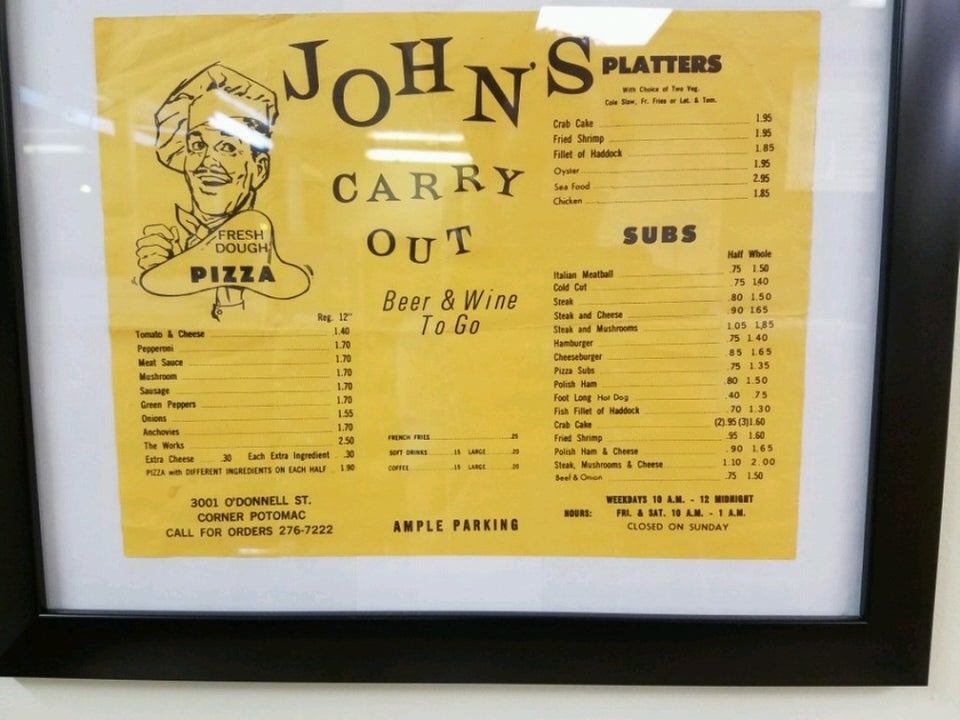 JOHN'S
CARRY
OUT
Beer & Wine
To Go
FRESH
DOUGH
PIZZA
Reg. 12"
Tomato & Cheese 1.40
Pepperoni 1.70
Meat Sauce 1.70
Mushroom 1.70
Sausage 1.70
Green Peppers 1.70
Onions 1.55
Anchovies 1.70
The Works 2.50
Extra Cheese .30 Each Extra Ingredient .30
PIZZA with DIFFERENT INGREDIENTS ON EACH HALF 1.90
3001 O'DONNELL ST.
CORNER POTOMAC
CALL FOR ORDERS 276-7222
FRENCH FRIES .25
SOFT DRINKS .15 LARGE .20
COFFEE .15 LARGE .20
AMPLE PARKING
PLATTERS
With Choice of Two Veg.
Cole Slaw, Fr. Fries or Let. & Tom.
Crab Cake 1.95
Fried Shrimp 1.95
Fillet of Haddock 1.85
Oyster 1.95
Sea Food 2.95
Chicken 1.85
SUBS
Half Whole
Italian Meatball .75 1.50
Cold Cut .75 1.40
Steak .80 1.50
Steak and Cheese .90 1.65
Steak and Mushrooms 1.05 1.85
Hamburger .75 1.40
Cheeseburger .85 1.65
Pizza Subs .75 1.35
Polish Ham .80 1.50
Foot Long Hot Dog .40 .75
Fish Fillet of Haddock .70 1.30
Crab Cake (2).95 (3)1.60
Fried Shrimp .95 1.60
Polish Ham & Cheese .90 1.65
Steak, Mushrooms & Cheese 1.10 2.00
Beef & Onion .75 1.50
WEEKDAYS 10 A.M. - 12 MIDNIGHT
HOURS: FRI. & SAT. 10 A.M. - 1 A.M.
CLOSED ON SUNDAY